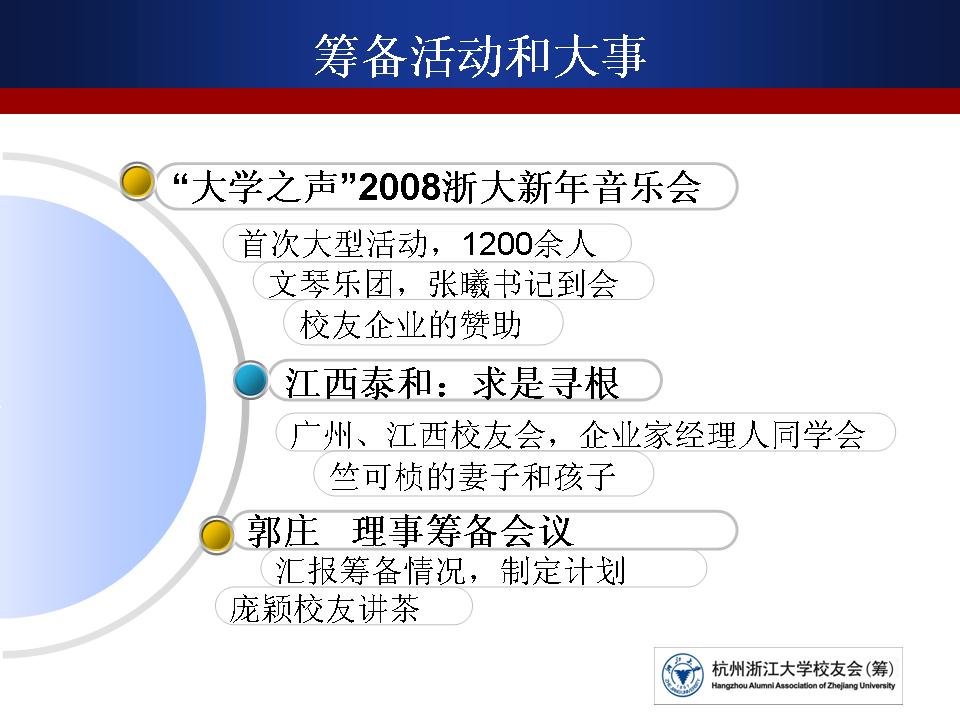 筹备活动和大事
“大学之声”2008浙大新年音乐会
首次大型活动，1200余人
文琴乐团，张曦书记到会
校友企业的赞助
江西泰和：求是寻根
广州、江西校友会，企业家经理人同学会
竺可桢的妻子和孩子
郭庄 理事筹备会议
汇报筹备情况，制定计划
庞颖校友讲茶
杭州浙江大学校友会(筹)
Hangzhou Alumni Association of Zhejiang University